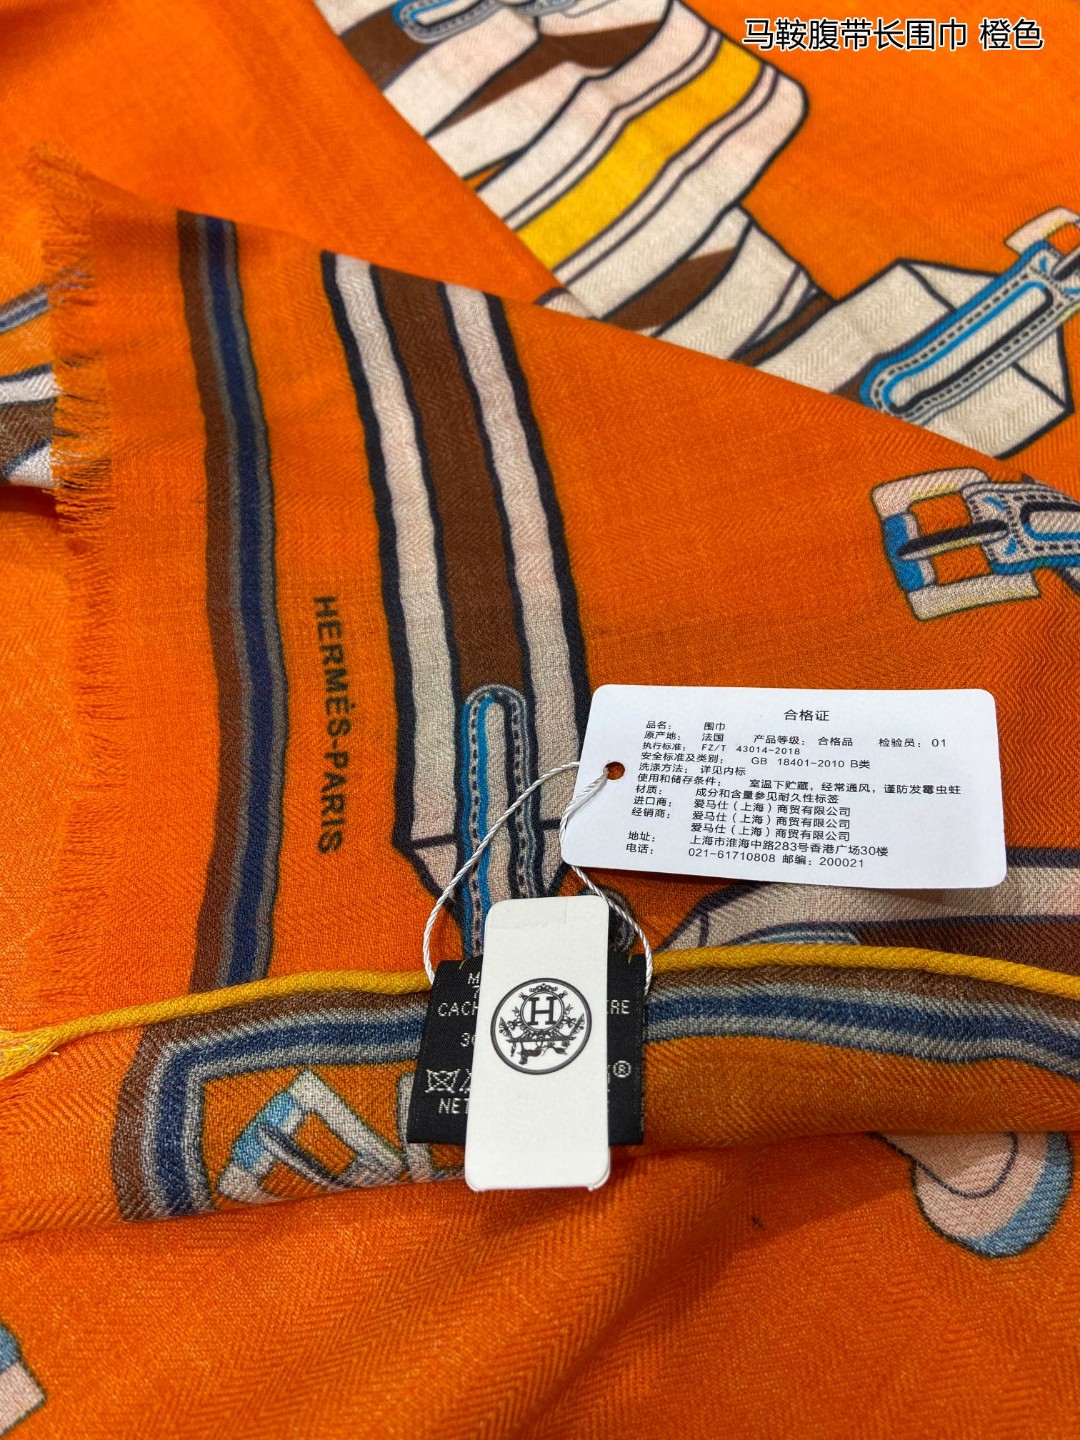 马鞍腹带长围巾 橙色
HERMÈS-PARIS
合格证
品名： 围巾
原产地： 法国 产品等级： 合格品 检验员： 01
执行标准： FZ/T 43014-2018
安全标准及类别： GB 18401-2010 B类
洗涤方法： 详见内标
使用和储存条件： 室温下贮藏，经常通风，谨防发霉虫蛀
材质： 成分和含量参见耐久性标签
进口商： 爱马仕（上海）商贸有限公司
经销商： 爱马仕（上海）商贸有限公司
爱马仕（上海）商贸有限公司
地址： 上海市淮海中路283号香港广场30楼
电话： 021-61710808 邮编：200021
H